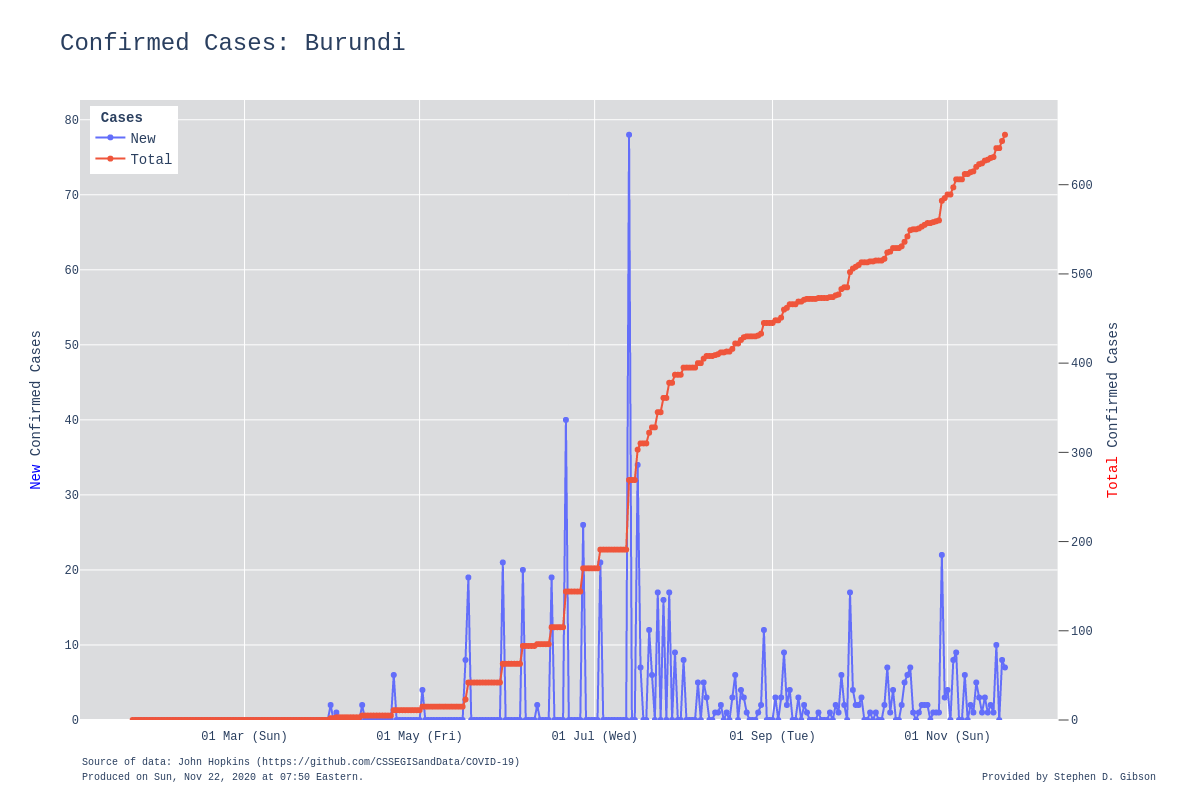 Confirmed Cases: Burundi
Cases
New
Total
80
70
60
50
40
30
20
10
0
New Confirmed Cases
600
500
400
300
200
100
0
Total Confirmed Cases
01 Mar (Sun)
01 May (Fri)
01 Jul (Wed)
01 Sep (Tue)
01 Nov (Sun)
Source of data: John Hopkins (https://github.com/CSSEGISandData/COVID-19)
Produced on Sun, Nov 22, 2020 at 07:50 Eastern.
Provided by Stephen D. Gibson